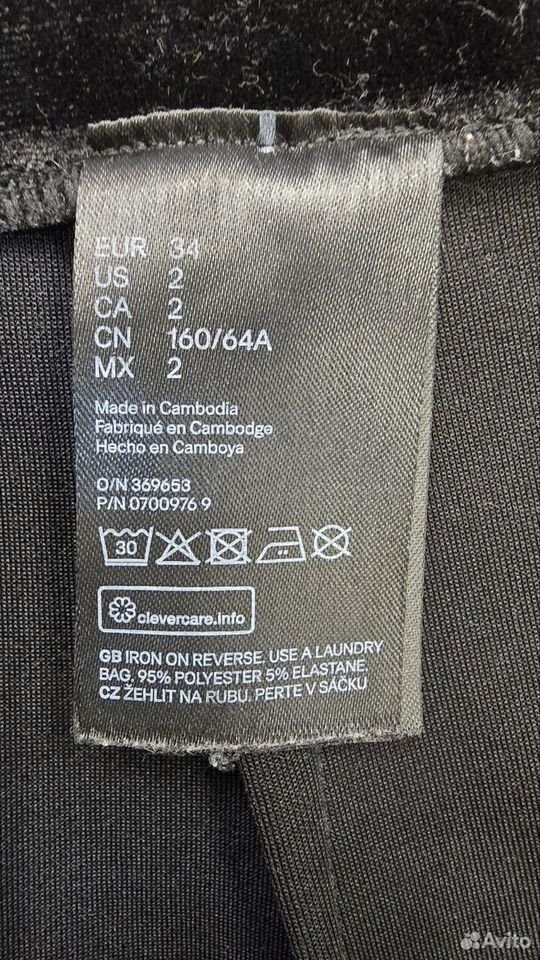 EUR 34
US 2
CA 2
CN 160/64A
MX 2
Made in Cambodia
Fabriqué en Cambodge
Hecho en Camboya
O/N 369653
P/N 0700976 9
30
clevercare.info
GB IRON ON REVERSE. USE A LAUNDRY
BAG. 95% POLYESTER 5% ELASTANE.
CZ ŽEHLIT NA RUBU. PERTE V SÁČKU
Avito